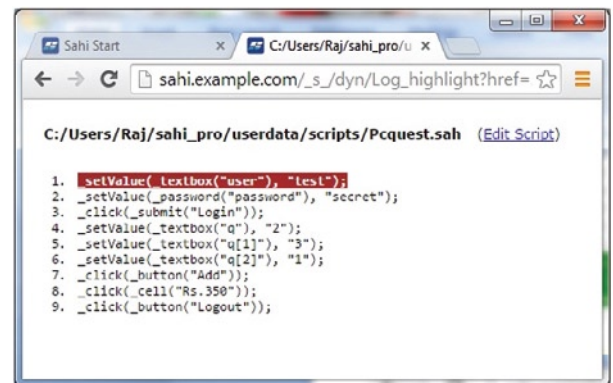 Sahi Start
C:/Users/Raj/sahi_pro/u
sahi.example.com/_s_/dyn/Log_highlight?href=
C:/Users/Raj/sahi_pro/userdata/scripts/Pcquest.sah (Edit Script)
1. _setValue(_textbox("user"), "test");
2. _setValue(_password("password"), "secret");
3. _click(_submit("Login"));
4. _setValue(_textbox("q"), "2");
5. _setValue(_textbox("q[1]"), "3");
6. _setValue(_textbox("q[2]"), "1");
7. _click(_button("Add"));
8. _click(_cell("Rs.350"));
9. _click(_button("Logout"));